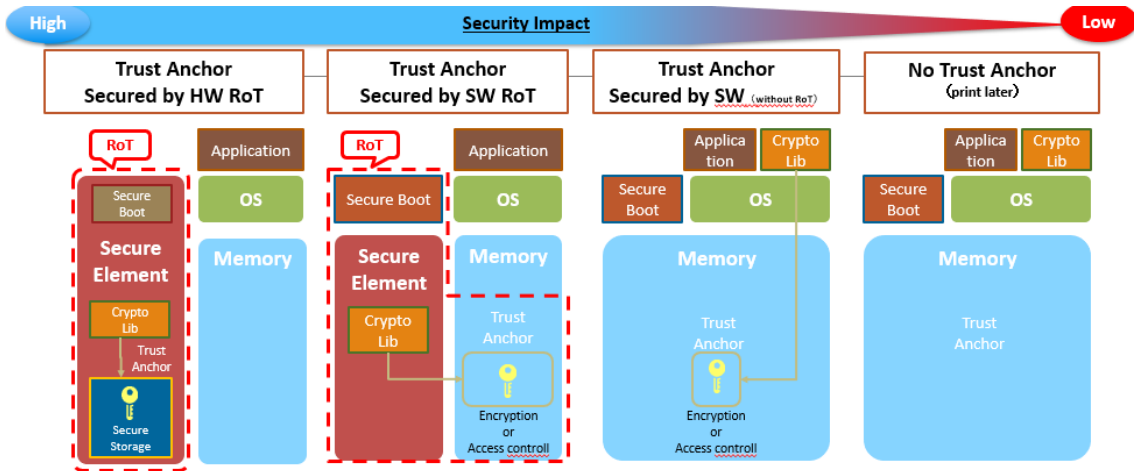 High
Security Impact
Low
Trust Anchor
Secured by HW RoT
Trust Anchor
Secured by SW RoT
Trust Anchor
Secured by SW (without RoT)
No Trust Anchor
(print later)
RoT
Application
Secure
Boot
OS
Secure
Element
Memory
Crypto
Lib
Trust
Anchor
Secure
Storage
RoT
Application
Secure Boot
OS
Secure
Element
Memory
Crypto
Lib
Trust
Anchor
Encryption
or
Access controll
Applica
tion
Crypto
Lib
Secure
Boot
OS
Memory
Trust
Anchor
Encryption
or
Access controll
Applica
tion
Crypto
Lib
Secure
Boot
OS
Memory
Trust
Anchor